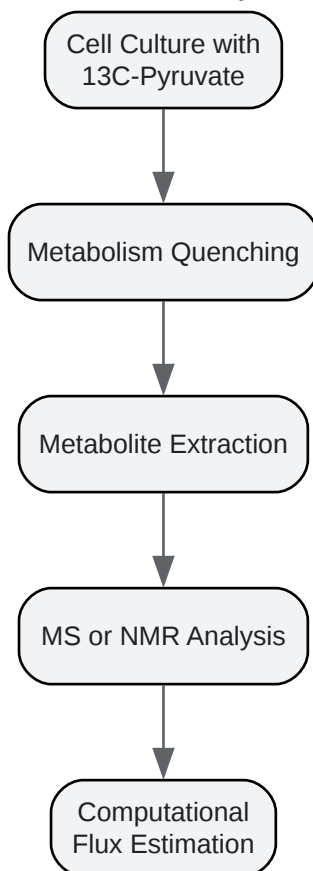 Cell Culture with
13C-Pyruvate
Metabolism Quenching
Metabolite Extraction
MS or NMR Analysis
Computational
Flux Estimation